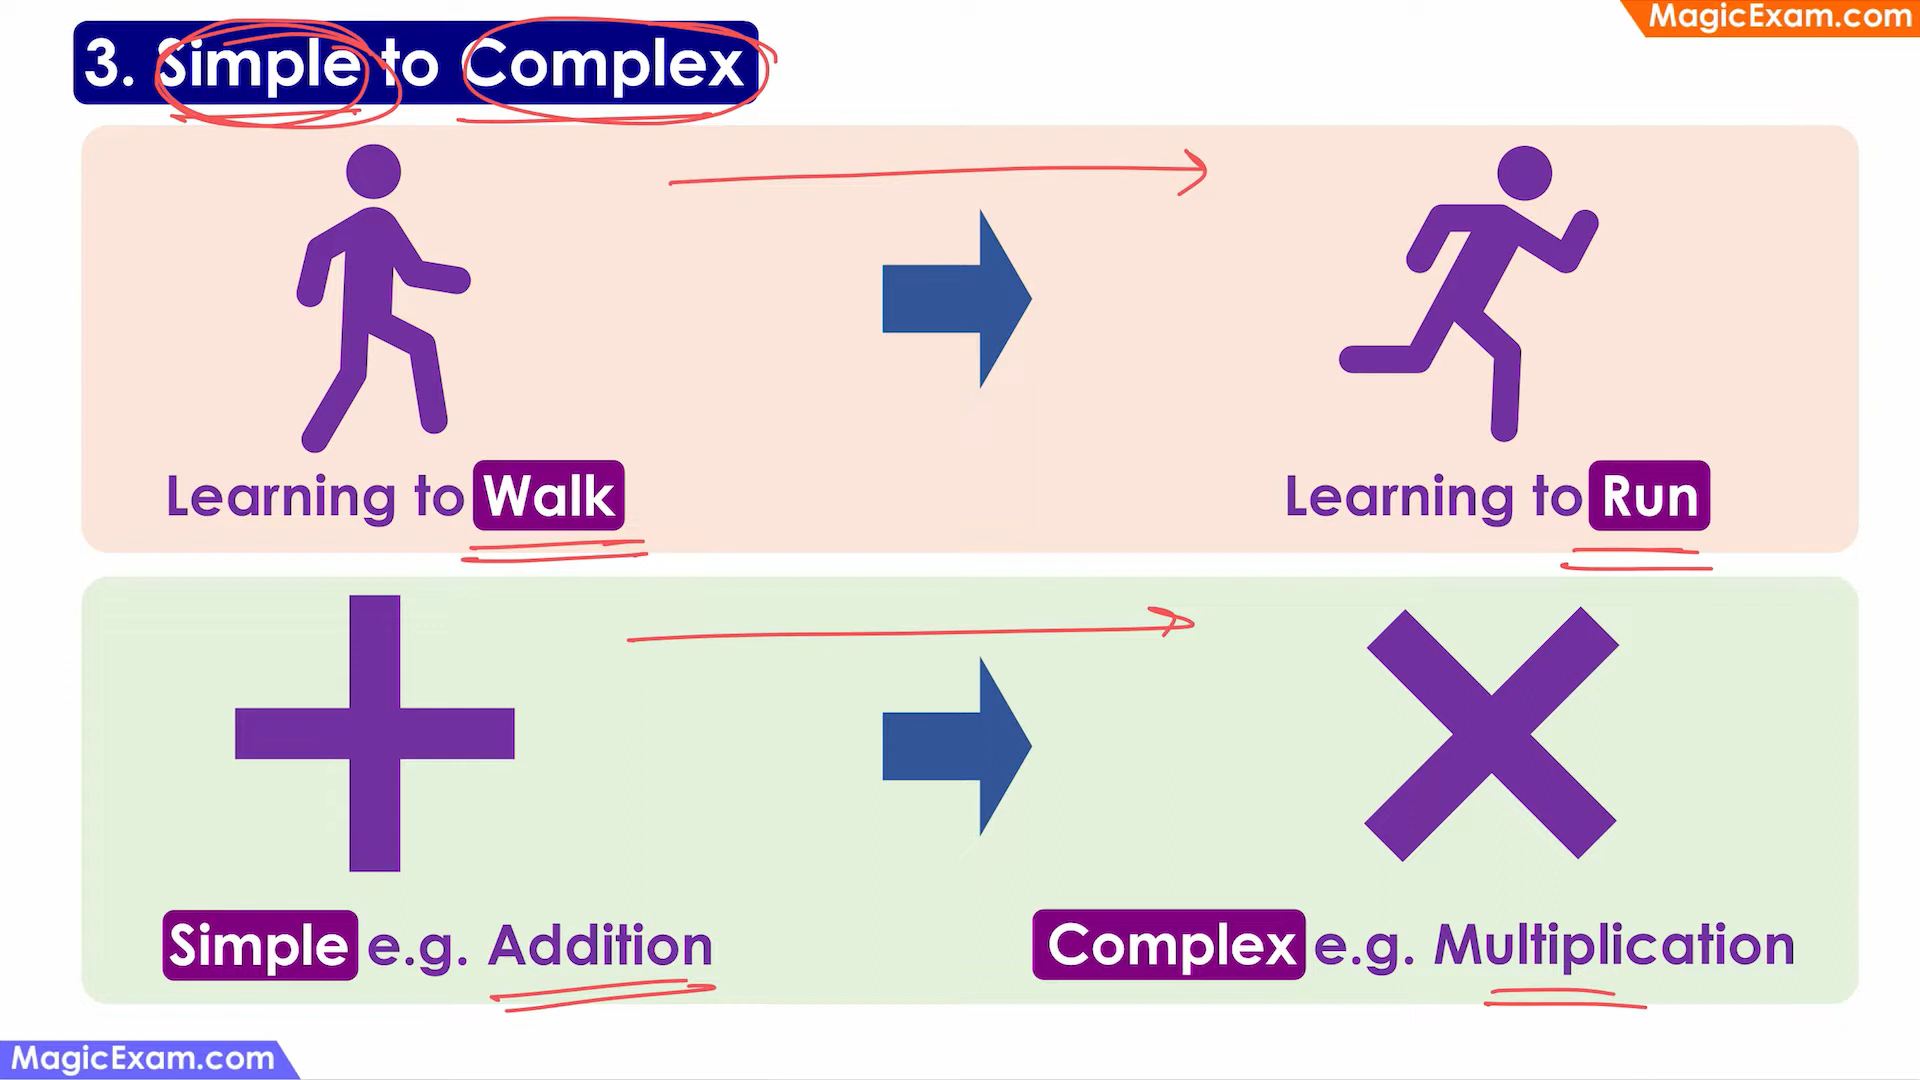 MagicExam.com
3. Simple to Complex
Learning to Walk
Learning to Run
Simple e.g. Addition
Complex e.g. Multiplication
MagicExam.com